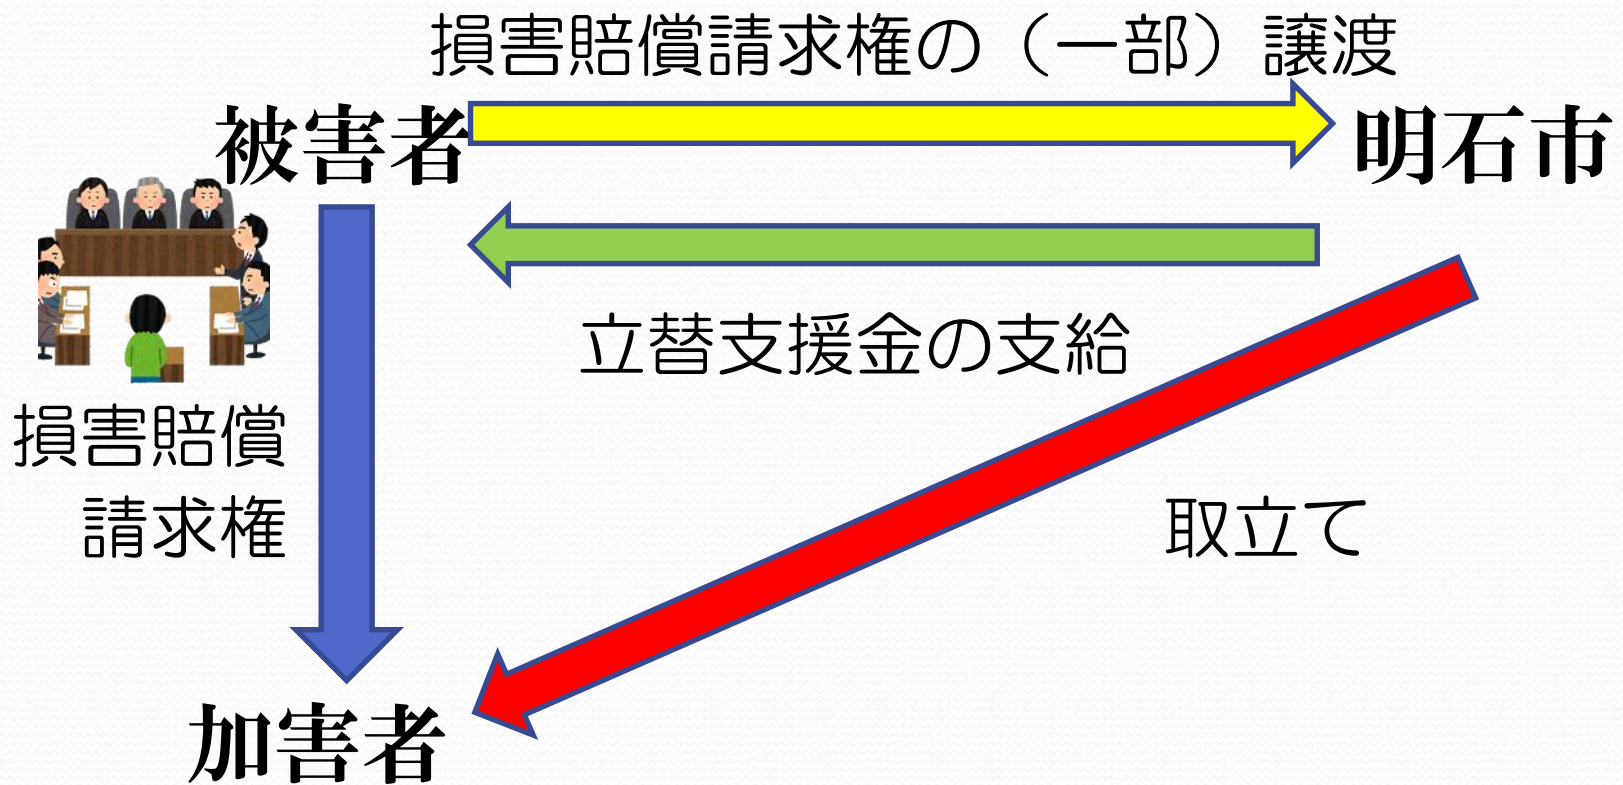 損害賠償請求権の（一部）譲渡
被害者
明石市
立替支援金の支給
損害賠償
請求権
取立て
加害者